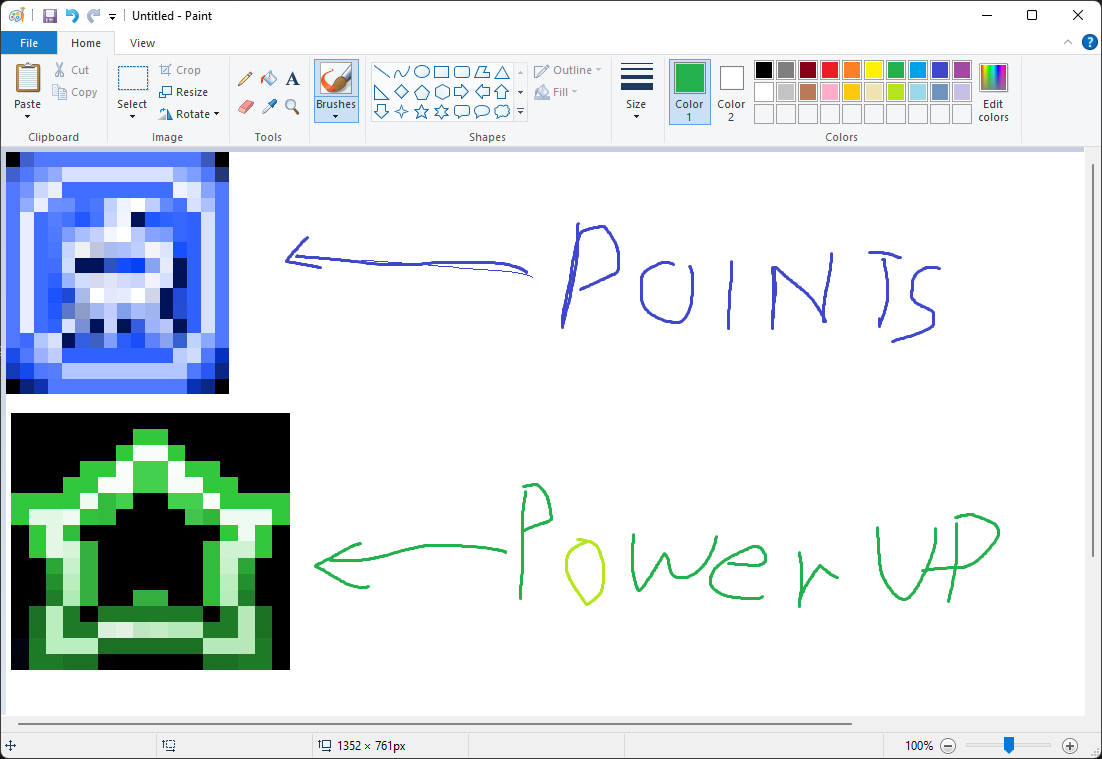 Untitled - Paint
File Home View
Paste Cut Copy Select Crop Resize Rotate A Brushes Outline Fill Size Color 1 Color 2 Edit colors
Clipboard Image Tools Shapes Colors
POINTS
PowerUP
1352 × 761px 100%